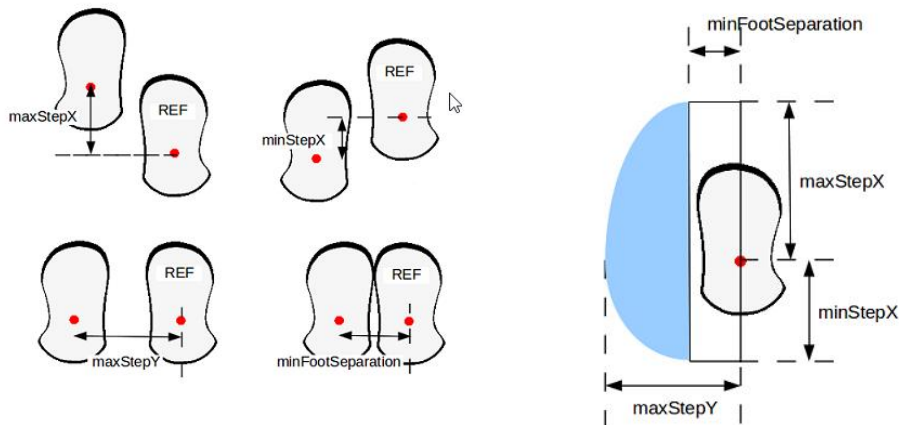 maxStepX
REF
minStepX
REF
maxStepY
REF
minFootSeparation
REF
minFootSeparation
maxStepX
minStepX
maxStepY